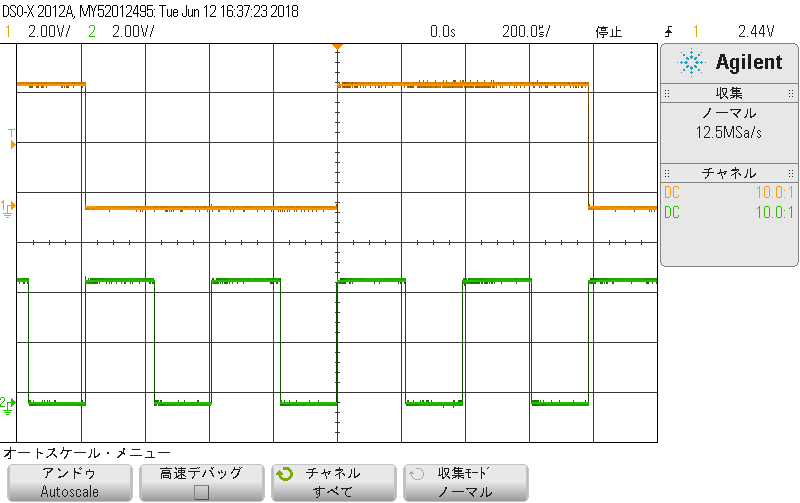 DSO-X 2012A, MY52012495: Tue Jun 12 16:37:23 2018
1 2.00V/ 2 2.00V/ 0.0s 200.0µs/ 停止 1 2.44V
Agilent
収集
ノーマル
12.5MSa/s
チャネル
DC 10.0:1
DC 10.0:1
T
1
2
オートスケール・メニュー
アンドゥ
Autoscale
高速デバッグ
チャネル
すべて
収集ﾓｰﾄﾞ
ノーマル